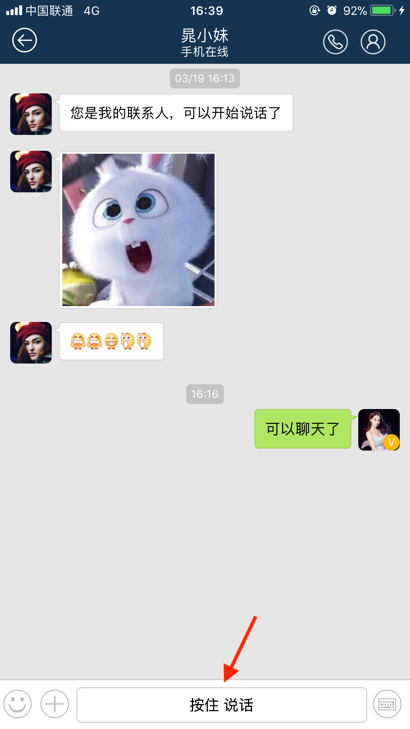 中国联通 4G 16:39 92%
晁小妹
手机在线
03/19 16:13
您是我的联系人，可以开始说话了
16:16
可以聊天了
V
按住 说话